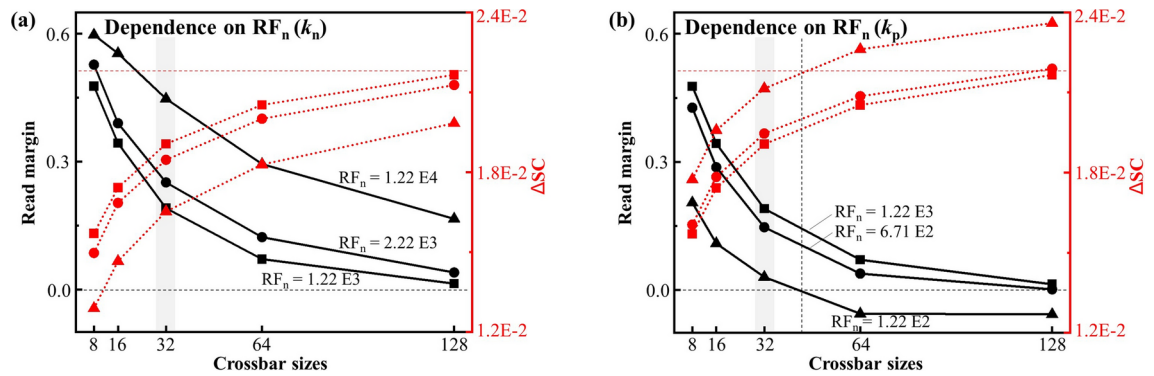 (a)
Dependence on RFn (kn)
Read margin
0.6
0.3
0.0
RFn = 1.22 E4
RFn = 2.22 E3
RFn = 1.22 E3
2.4E-2
1.8E-2
1.2E-2
ΔSC
8 16 32 64 128
Crossbar sizes
(b)
Dependence on RFn (kp)
Read margin
0.6
0.3
0.0
RFn = 1.22 E3
RFn = 6.71 E2
RFn = 1.22 E2
2.4E-2
1.8E-2
1.2E-2
ΔSC
8 16 32 64 128
Crossbar sizes